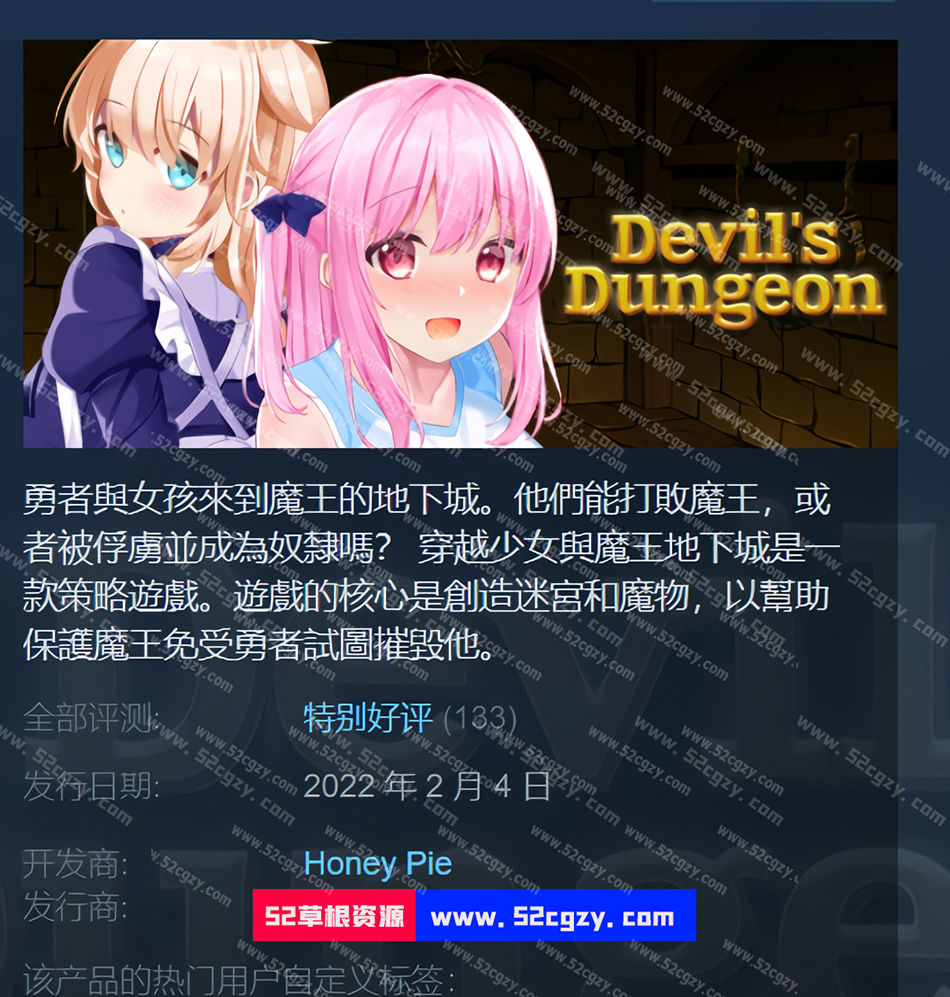 Devil's
Dungeon
勇者與女孩來到魔王的地下城。他們能打敗魔王，或
者被俘虜並成為奴隸嗎？ 穿越少女與魔王地下城是一
款策略遊戲。遊戲的核心是創造迷宮和魔物，以幫助
保護魔王免受勇者試圖摧毀他。
全部评测: 特别好评 (133)
发行日期: 2022 年 2 月 4 日
开发商: Honey Pie
发行商:
52草根资源 www.52cgzy.com
该产品的热门用户自定义标签: